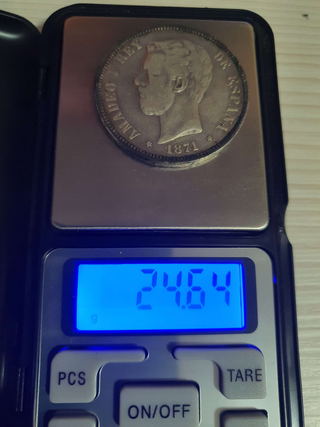 AMADEO I REY DE ESPAÑA
* 1871 *
24.64
g
PCS
TARE
ON/OFF